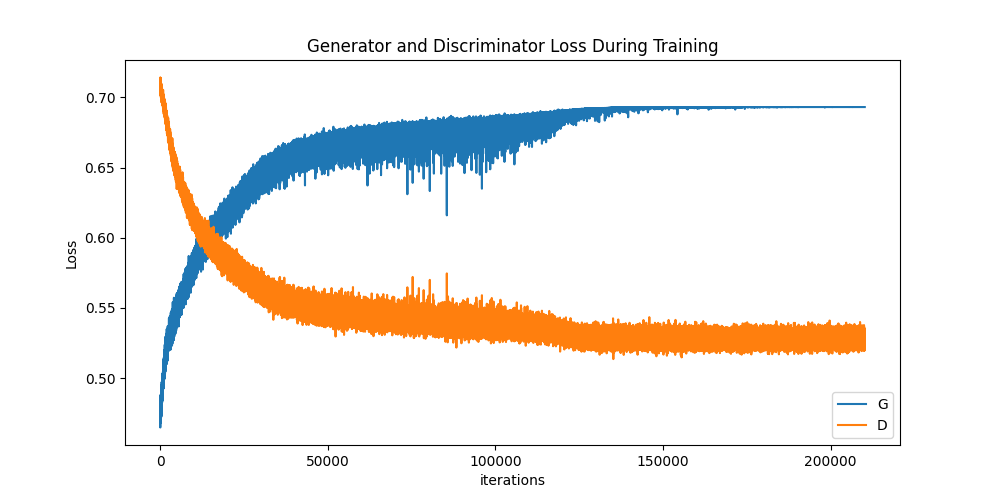 Generator and Discriminator Loss During Training
0.70
0.65
0.60
0.55
0.50
Loss
0
50000
100000
150000
200000
iterations
G
D